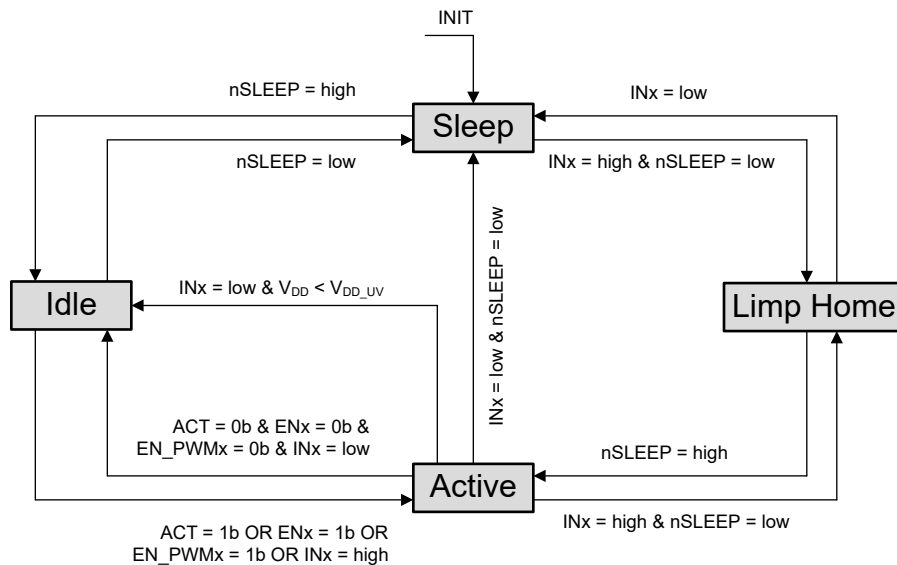 INIT
nSLEEP = high
INx = low
Sleep
nSLEEP = low
INx = high & nSLEEP = low
INx = low & V_DD < V_DD_UV
INx = low & nSLEEP = low
Idle
Limp Home
ACT = 0b & ENx = 0b &
EN_PWMx = 0b & INx = low
nSLEEP = high
Active
INx = high & nSLEEP = low
ACT = 1b OR ENx = 1b OR
EN_PWMx = 1b OR INx = high